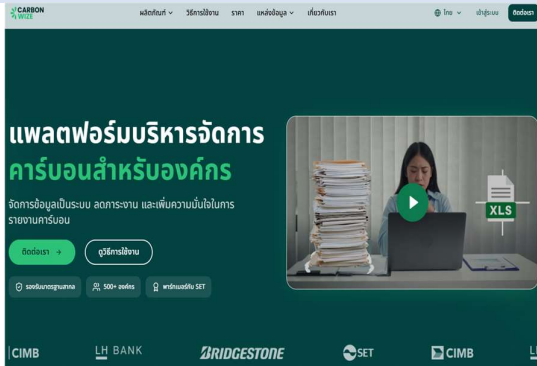 CARBON
WIZE
ผลิตภัณฑ์
วิธีการใช้งาน
ราคา
แหล่งข้อมูล
เกี่ยวกับเรา
ไทย
เข้าสู่ระบบ
ติดต่อเรา
แพลตฟอร์มบริหารจัดการ
คาร์บอนสำหรับองค์กร
จัดการข้อมูลเป็นระบบ ลดภาระงาน และเพิ่มความมั่นใจในการ
รายงานคาร์บอน
ติดต่อเรา →
ดูวิธีการใช้งาน
รองรับมาตรฐานสากล
500+ องค์กร
พาร์ทเนอร์กับ SET
XLS
CIMB
LH BANK
BRIDGESTONE
SET
CIMB